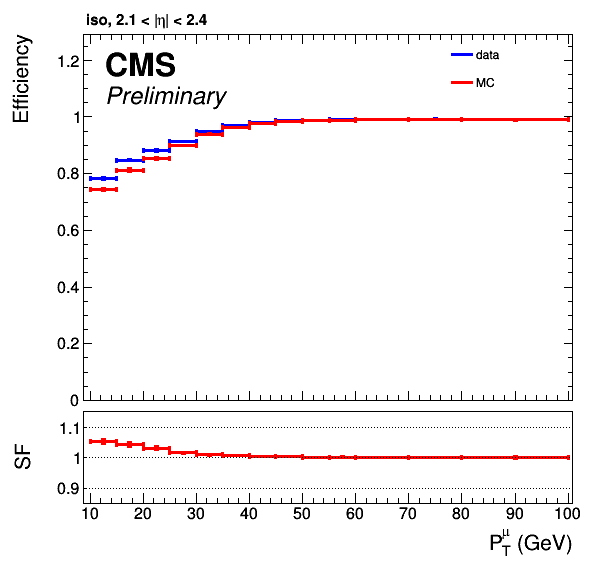 iso, 2.1 < |η| < 2.4
CMS
Preliminary
data
MC
Efficiency
1.2
1
0.8
0.6
0.4
0.2
0
SF
1.1
1
0.9
10 20 30 40 50 60 70 80 90 100
P_T^μ (GeV)